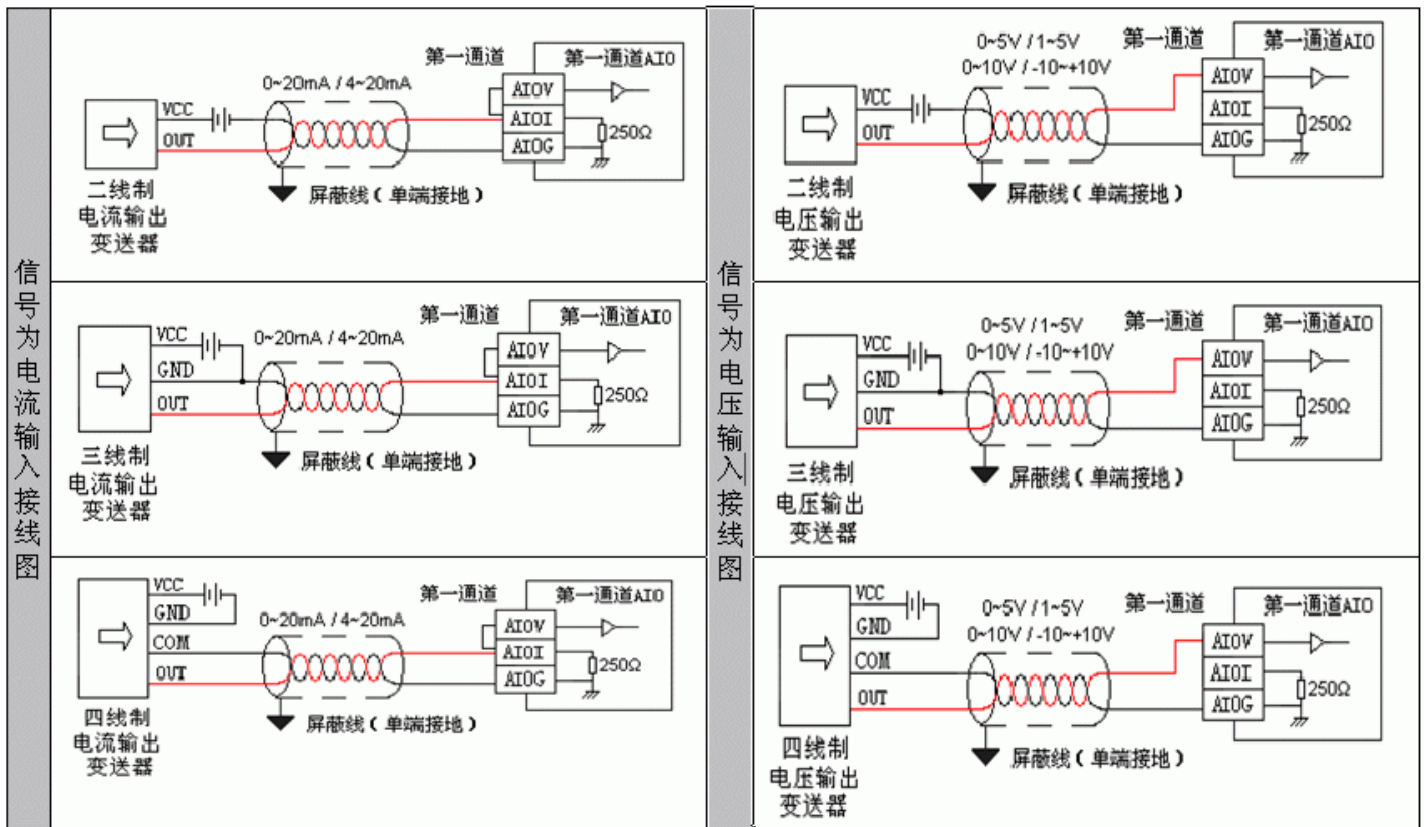 信号为电流输入接线图
0~20mA / 4~20mA
第一通道
第一通道AI0
VCC
OUT
AI0V
AI0I
AI0G
250Ω
二线制
电流输出
变送器
屏蔽线(单端接地)
0~20mA / 4~20mA
第一通道
第一通道AI0
VCC
GND
OUT
AI0V
AI0I
AI0G
250Ω
三线制
电流输出
变送器
屏蔽线(单端接地)
0~20mA / 4~20mA
第一通道
第一通道AI0
VCC
GND
COM
OUT
AI0V
AI0I
AI0G
250Ω
四线制
电流输出
变送器
屏蔽线(单端接地)
信号为电压输入接线图
0~5V / 1~5V
0~10V / -10~+10V
第一通道
第一通道AI0
VCC
OUT
AI0V
AI0I
AI0G
250Ω
二线制
电压输出
变送器
屏蔽线(单端接地)
0~5V / 1~5V
0~10V / -10~+10V
第一通道
第一通道AI0
VCC
GND
OUT
AI0V
AI0I
AI0G
250Ω
三线制
电压输出
变送器
屏蔽线(单端接地)
0~5V / 1~5V
0~10V / -10~+10V
第一通道
第一通道AI0
VCC
GND
COM
OUT
AI0V
AI0I
AI0G
250Ω
四线制
电压输出
变送器
屏蔽线(单端接地)